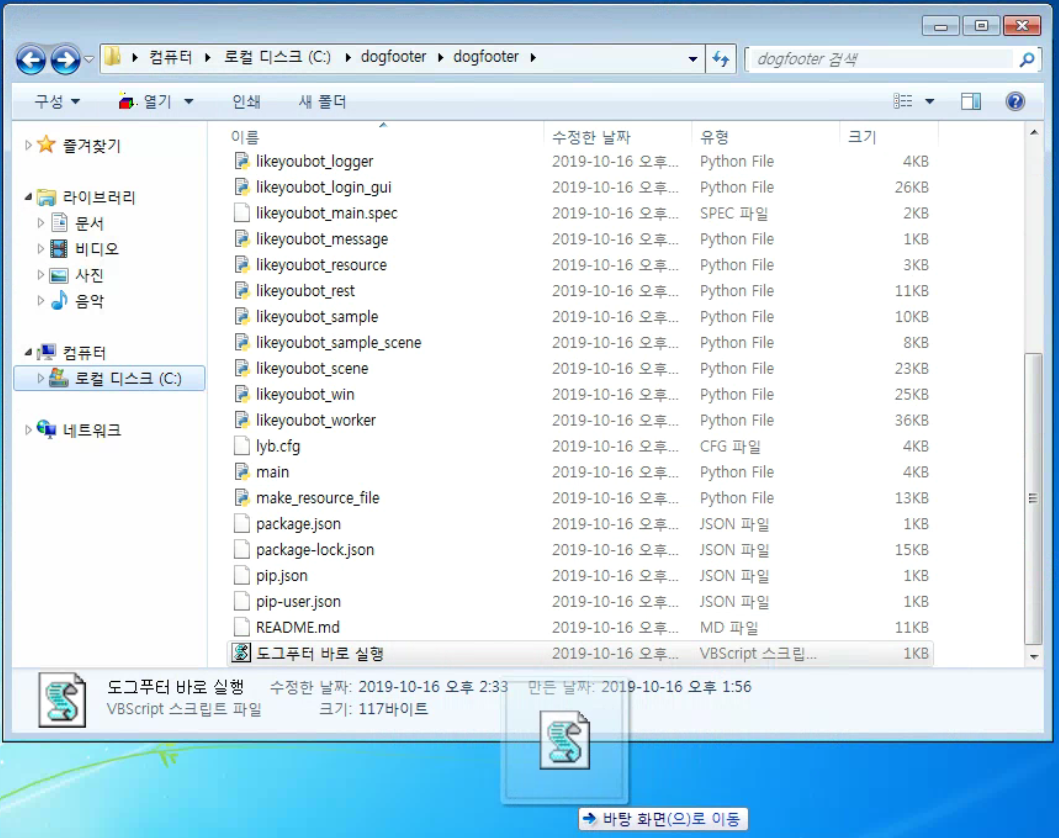 컴퓨터 로컬 디스크 (C:) dogfooter dogfooter
dogfooter 검색
구성 열기 인쇄 새 폴더
즐겨찾기
라이브러리
문서
비디오
사진
음악
컴퓨터
로컬 디스크 (C:)
네트워크
이름 수정한 날짜 유형 크기
likeyoubot_logger 2019-10-16 오후... Python File 4KB
likeyoubot_login_gui 2019-10-16 오후... Python File 26KB
likeyoubot_main.spec 2019-10-16 오후... SPEC 파일 2KB
likeyoubot_message 2019-10-16 오후... Python File 1KB
likeyoubot_resource 2019-10-16 오후... Python File 3KB
likeyoubot_rest 2019-10-16 오후... Python File 11KB
likeyoubot_sample 2019-10-16 오후... Python File 10KB
likeyoubot_sample_scene 2019-10-16 오후... Python File 8KB
likeyoubot_scene 2019-10-16 오후... Python File 23KB
likeyoubot_win 2019-10-16 오후... Python File 25KB
likeyoubot_worker 2019-10-16 오후... Python File 36KB
lyb.cfg 2019-10-16 오후... CFG 파일 4KB
main 2019-10-16 오후... Python File 4KB
make_resource_file 2019-10-16 오후... Python File 13KB
package.json 2019-10-16 오후... JSON 파일 1KB
package-lock.json 2019-10-16 오후... JSON 파일 15KB
pip.json 2019-10-16 오후... JSON 파일 1KB
pip-user.json 2019-10-16 오후... JSON 파일 1KB
README.md 2019-10-16 오후... MD 파일 11KB
도그푸터 바로 실행 2019-10-16 오후... VBScript 스크립... 1KB
도그푸터 바로 실행 수정한 날짜: 2019-10-16 오후 2:33 만든 날짜: 2019-10-16 오후 1:56
VBScript 스크립트 파일 크기: 117바이트
바탕 화면(으)로 이동